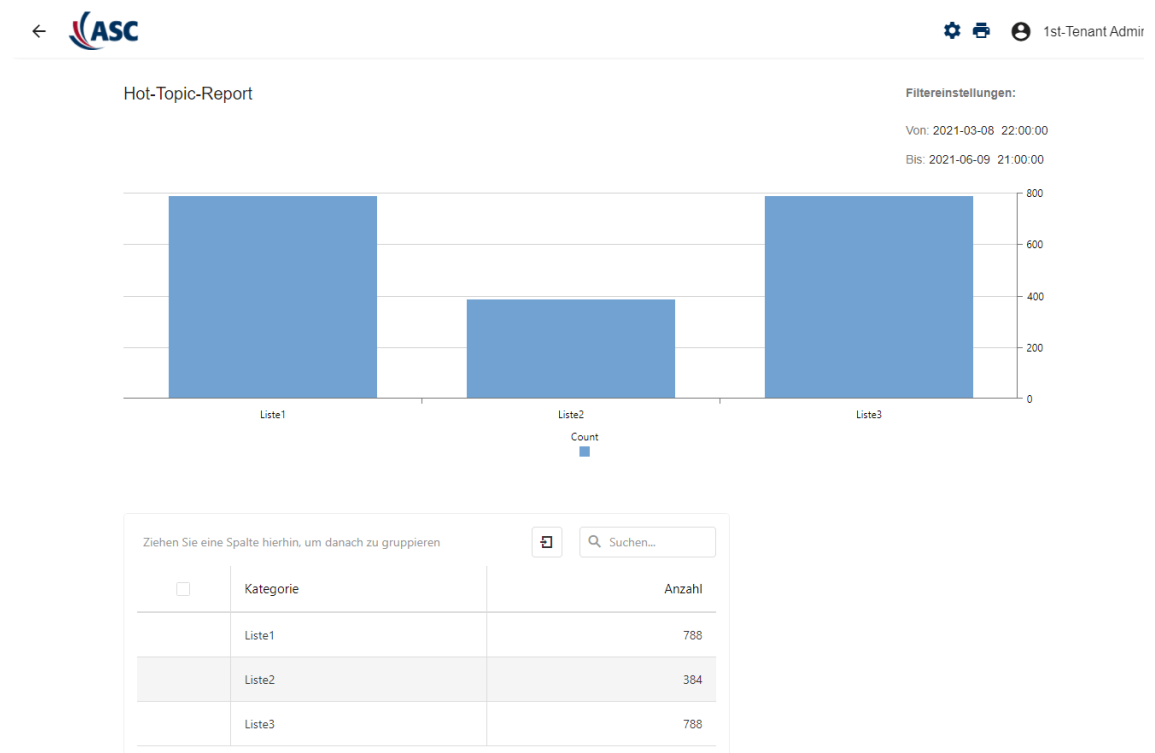 ASC
1st-Tenant Admin
Hot-Topic-Report
Filtereinstellungen:
Von: 2021-03-08 22:00:00
Bis: 2021-06-09 21:00:00
800
600
400
200
0
Liste1 Liste2 Liste3
Count
Ziehen Sie eine Spalte hierhin, um danach zu gruppieren
Suchen...
Kategorie Anzahl
Liste1 788
Liste2 384
Liste3 788